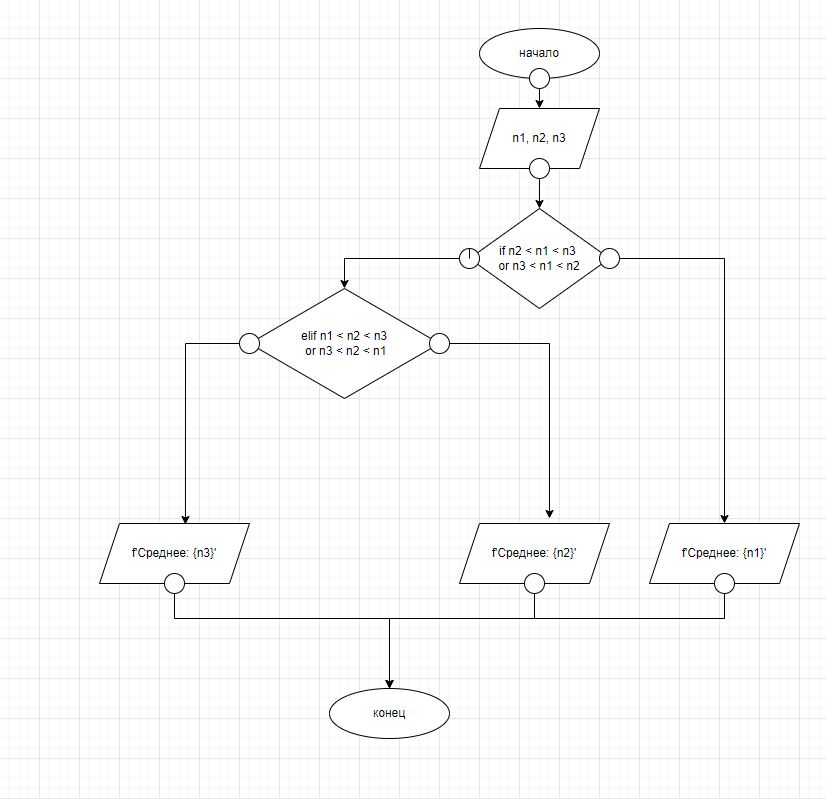 начало
n1, n2, n3
if n2 < n1 < n3
or n3 < n1 < n2
elif n1 < n2 < n3
or n3 < n2 < n1
f'Среднее: {n3}'
f'Среднее: {n2}'
f'Среднее: {n1}'
конец